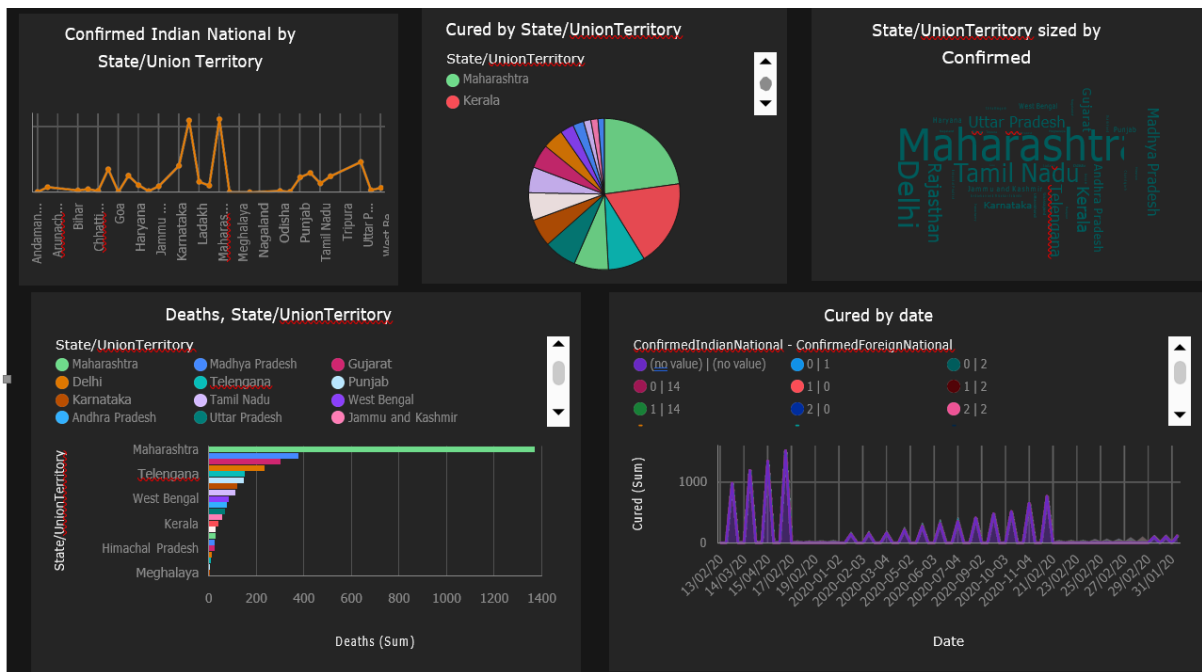 Confirmed Indian National by
State/Union Territory
Andaman...
Arunach...
Bihar
Chhatti...
Goa
Haryana
Jammu ...
Karnataka
Ladakh
Maharas...
Meghalaya
Nagaland
Odisha
Punjab
Tamil Nadu
Tripura
Uttar P...
West Be
Cured by State/UnionTerritory
State/UnionTerritory
Maharashtra
Kerala
State/UnionTerritory sized by
Confirmed
West Bengal
Haryana
Uttar Pradesh
Gujarat
Punjab
Madhya Pradesh
Maharashtra
Delhi
Rajasthan
Tamil Nadu
Jammu and Kashmir
Karnataka
Telengana
Kerala
Andhra Pradesh
Deaths, State/UnionTerritory
State/UnionTerritory
Maharashtra Madhya Pradesh Gujarat
Delhi Telengana Punjab
Karnataka Tamil Nadu West Bengal
Andhra Pradesh Uttar Pradesh Jammu and Kashmir
State/UnionTerritory
Maharashtra
Telengana
West Bengal
Kerala
Himachal Pradesh
Meghalaya
0 200 400 600 800 1000 1200 1400
Deaths (Sum)
Cured by date
ConfirmedIndianNational - ConfirmedForeignNational
(no value) | (no value) 0 | 1 0 | 2
0 | 14 1 | 0 1 | 2
1 | 14 2 | 0 2 | 2
Cured (Sum)
1000
0
13/02/20
14/03/20
15/04/20
17/02/20
19/02/20
2020-01-02
2020-02-03
2020-03-04
2020-05-02
2020-06-03
2020-07-04
2020-09-02
2020-10-03
2020-11-04
21/02/20
23/02/20
25/02/20
27/02/20
29/02/20
31/01/20
Date